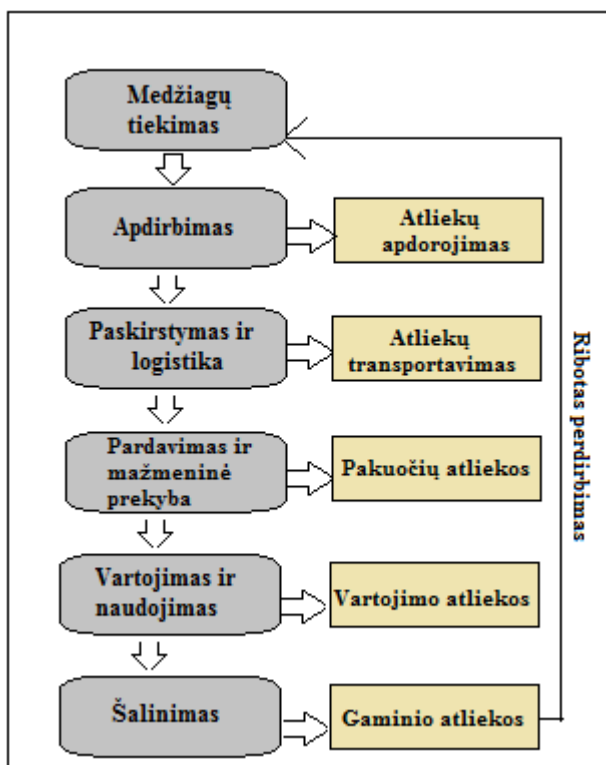 Medžiagų
tiekimas
Apdirbimas
Atliekų
apdorojimas
Paskirstymas ir
logistika
Atliekų
transportavimas
Pardavimas ir
mažmeninė
prekyba
Pakuočių atliekos
Vartojimas ir
naudojimas
Vartojimo atliekos
Šalinimas
Gaminio atliekos
Ribotas perdirbimas